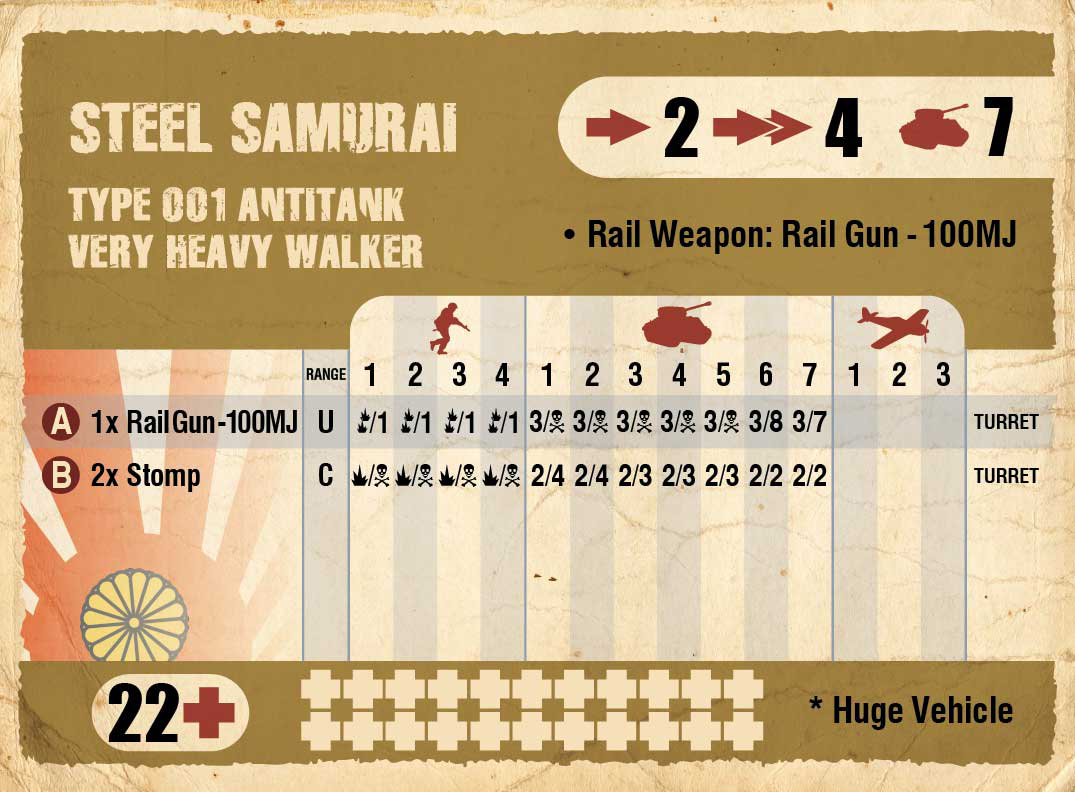 STEEL SAMURAI
2 4 7
TYPE 001 ANTITANK
VERY HEAVY WALKER
• Rail Weapon: Rail Gun - 100MJ
RANGE 1 2 3 4 1 2 3 4 5 6 7 1 2 3
A 1x Rail Gun - 100MJ U /1 /1 /1 /1 3/ 3/ 3/ 3/ 3/ 3/8 3/7 TURRET
B 2x Stomp C / / / / 2/4 2/4 2/3 2/3 2/3 2/2 2/2 TURRET
22+
* Huge Vehicle